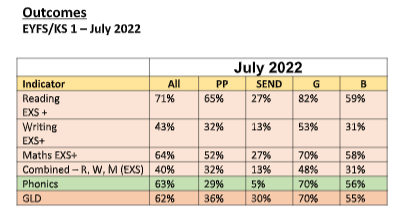 Outcomes
EYFS/KS 1 – July 2022
July 2022
Indicator All PP SEND G B
Reading 71% 65% 27% 82% 59%
EXS +
Writing 43% 32% 13% 53% 31%
EXS+
Maths EXS+ 64% 52% 27% 70% 58%
Combined – R, W, M (EXS) 40% 32% 13% 48% 31%
Phonics 63% 29% 5% 70% 56%
GLD 62% 36% 30% 70% 55%